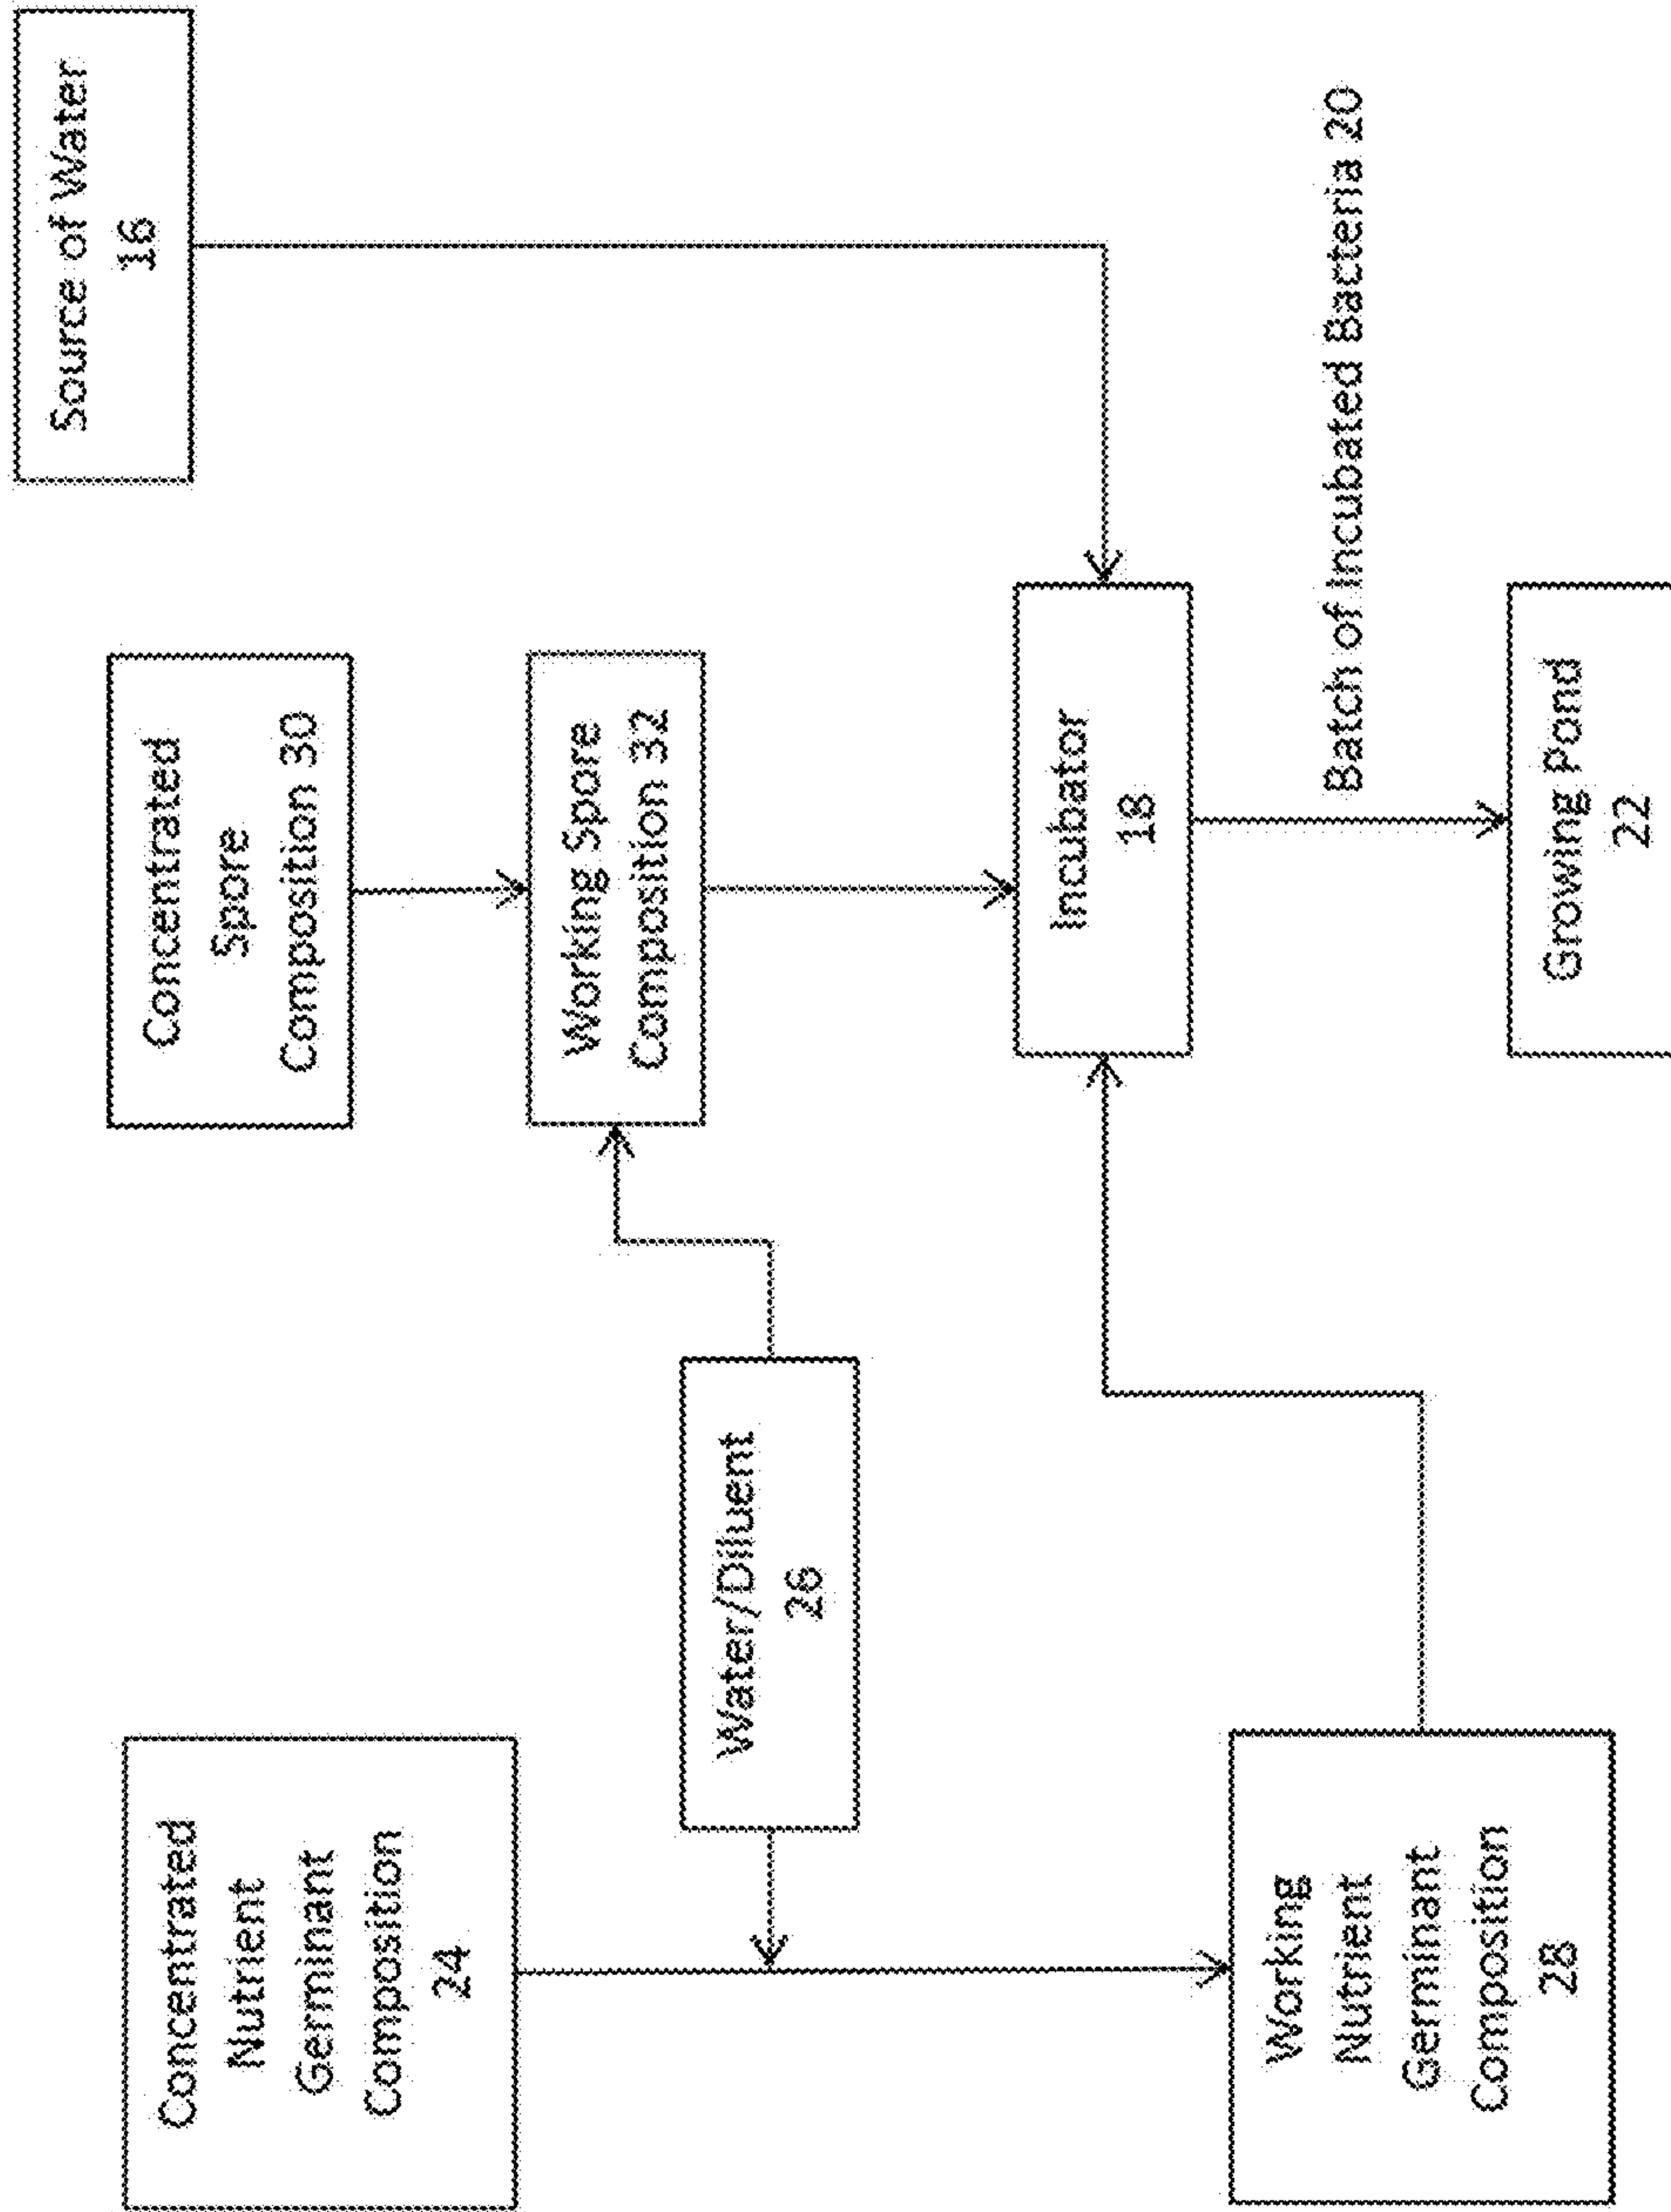 Concentrated
Nutrient
Germinant
Composition
24
Water/Diluent
26
Working
Nutrient
Germinant
Composition
28
Concentrated
Spore
Composition 30
Working Spore
Composition 32
Incubator
18
Batch of Incubated Bacteria 20
Growing Pond
22
Source of Water
16